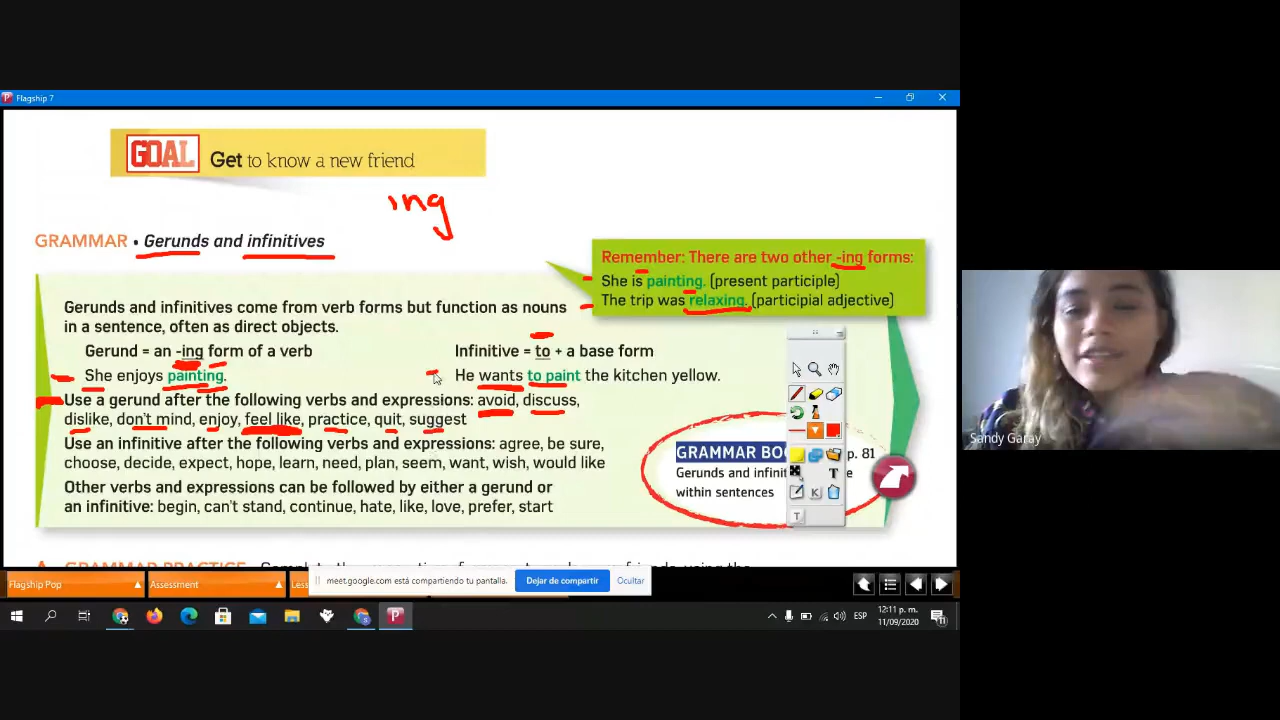 Flagship 7
GOAL Get to know a new friend
ing
GRAMMAR • Gerunds and infinitives
Remember: There are two other -ing forms:
She is painting. (present participle)
The trip was relaxing. (participial adjective)
Gerunds and infinitives come from verb forms but function as nouns
in a sentence, often as direct objects.
Gerund = an -ing form of a verb
Infinitive = to + a base form
She enjoys painting.
He wants to paint the kitchen yellow.
Use a gerund after the following verbs and expressions: avoid, discuss,
dislike, don't mind, enjoy, feel like, practice, quit, suggest
Use an infinitive after the following verbs and expressions: agree, be sure,
choose, decide, expect, hope, learn, need, plan, seem, want, wish, would like
Other verbs and expressions can be followed by either a gerund or
an infinitive: begin, can't stand, continue, hate, like, love, prefer, start
GRAMMAR p. 81
Gerunds and
within sentences
T
K
T
Sandy Garay
GRAMMAR PRACTICE
Flagship Pop
Assessment
meet.google.com está compartiendo tu pantalla.
Dejar de compartir
Ocultar
ESP
12:11 p. m.
11/09/2020